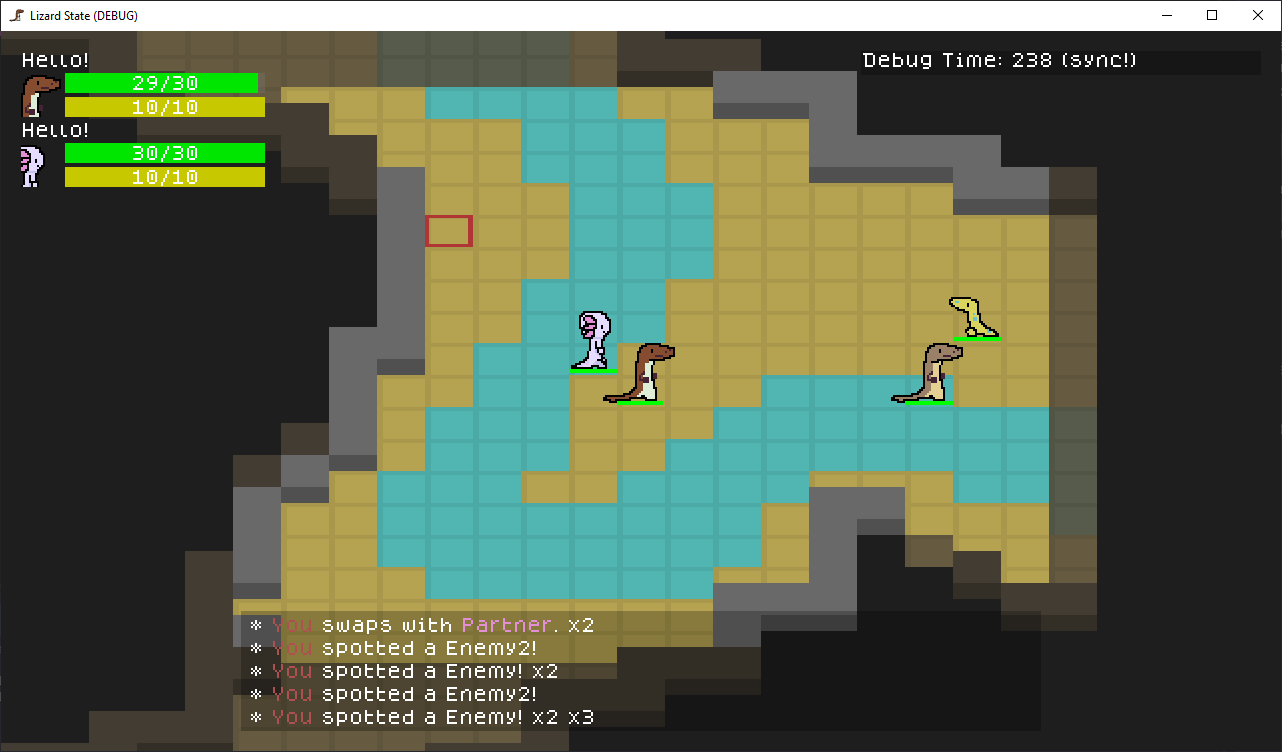 Lizard State (DEBUG)
Hello!
29/30
10/10
Hello!
30/30
10/10
Debug Time: 238 (sync!)
* You swaps with Partner. x2
* You spotted a Enemy2!
* You spotted a Enemy! x2
* You spotted a Enemy2!
* You spotted a Enemy! x2 x3